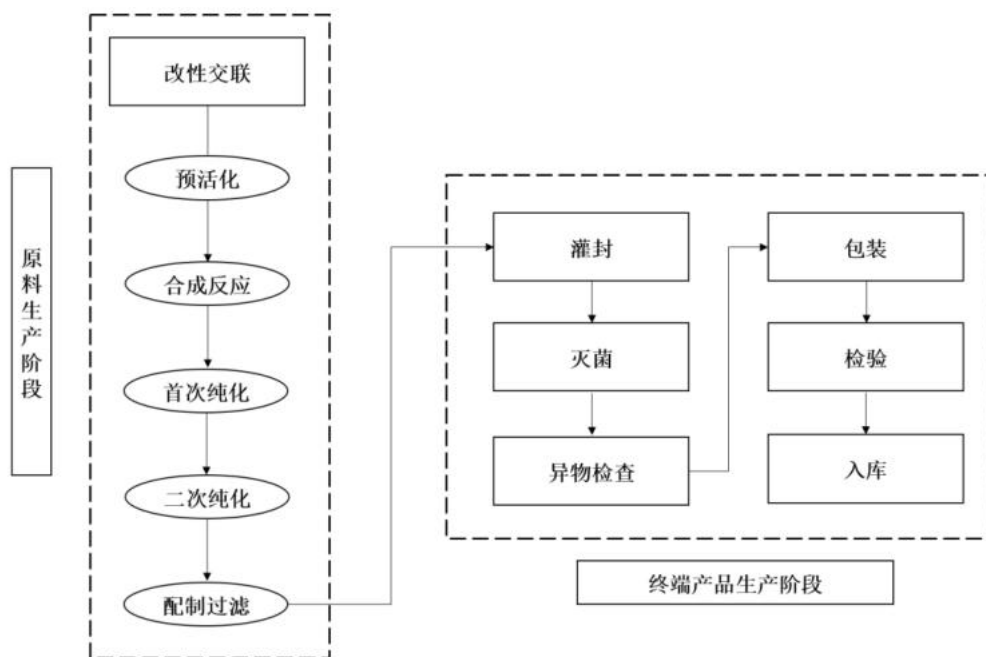 原料生产阶段
改性交联
预活化
合成反应
首次纯化
二次纯化
配制过滤
灌封
灭菌
异物检查
包装
检验
入库
终端产品生产阶段